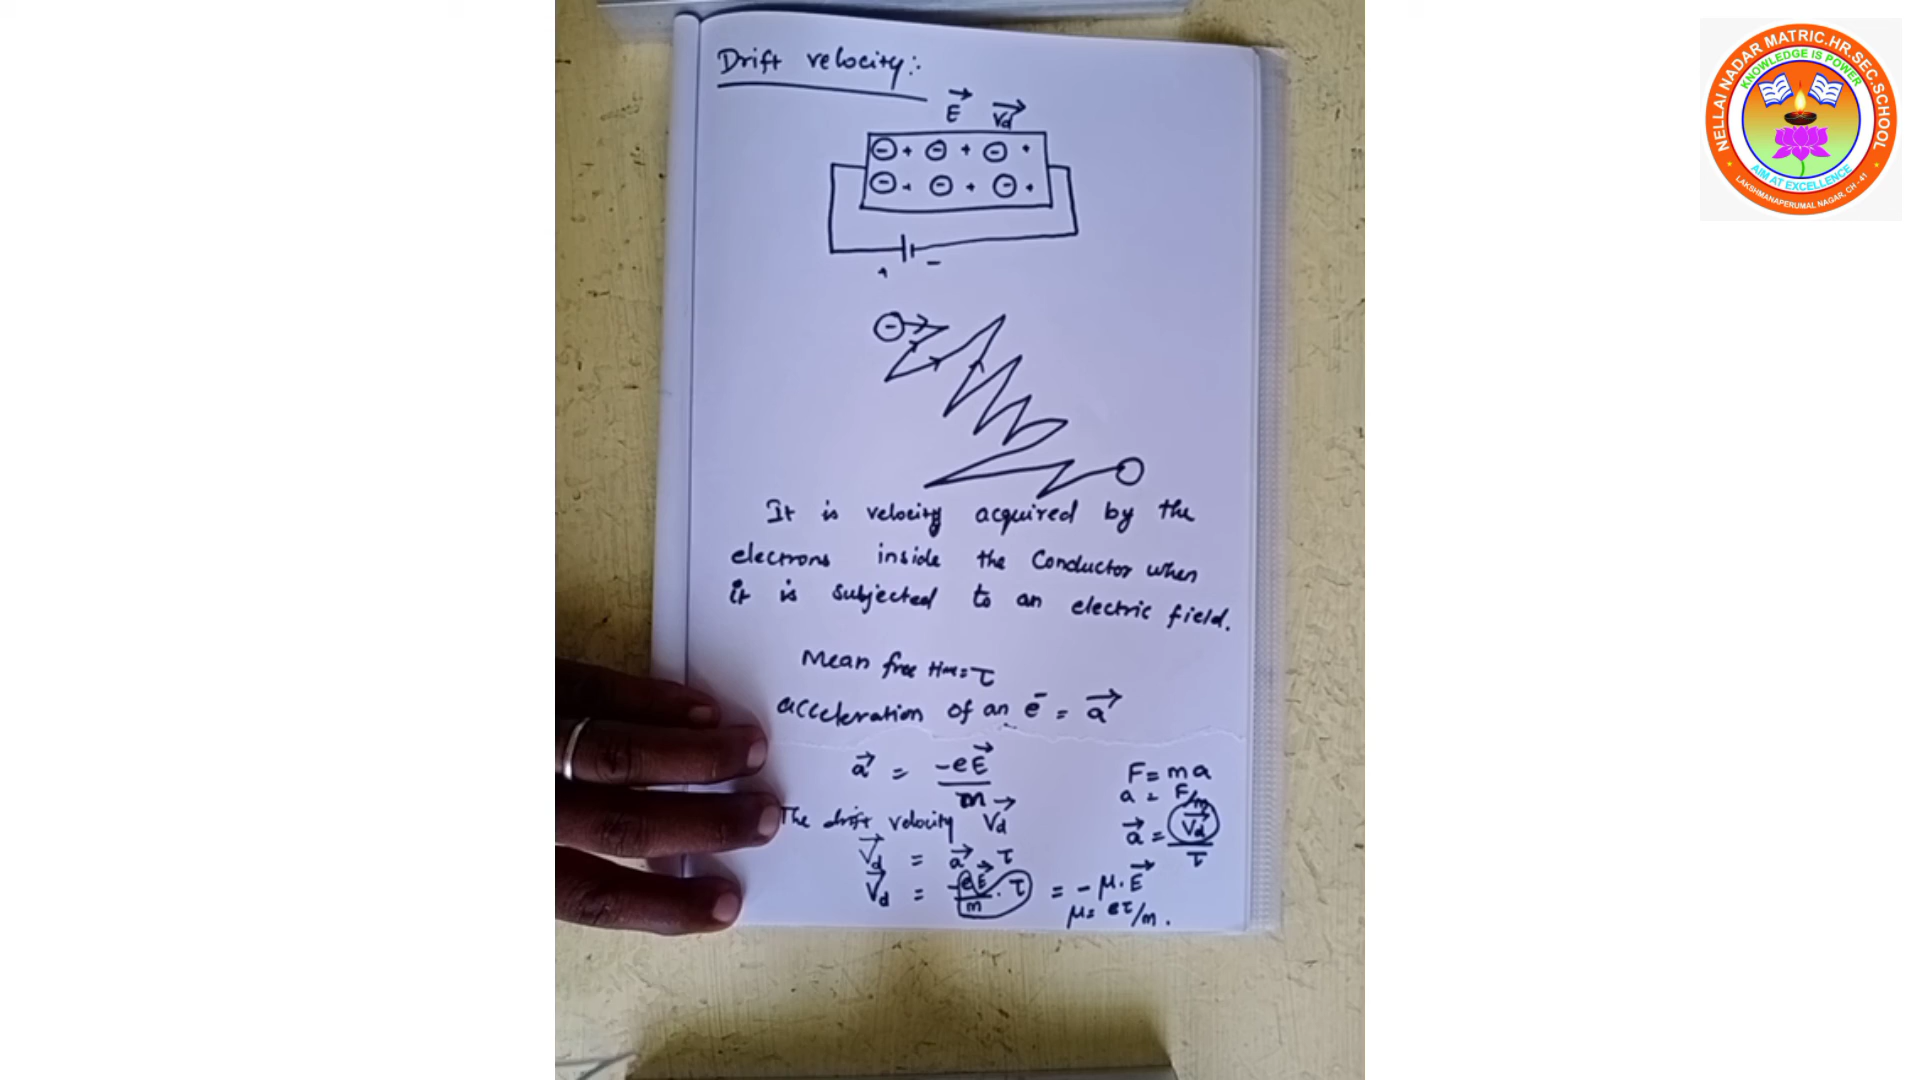 Drift velocity:
E⃗ V⃗d
- + - + - +
- + - + - +
+ -
-
It is velocity acquired by the
electrons inside the Conductor when
it is subjected to an electric field.
Mean free time = τ
acceleration of an e⁻ = a⃗
a⃗ = -eE⃗/m
The drift velocity V⃗d
V⃗d = a⃗ τ
V⃗d = -eE⃗/m . τ = - μ. E⃗
μ = eτ/m.
F = ma
a = F/m
a⃗ = V⃗d/τ
NELLAI NADAR MATRIC.HR.SEC.SCHOOL
KNOWLEDGE IS POWER
AIM AT EXCELLENCE
LAKSHMANAPERUMAL NAGAR, CH - 41